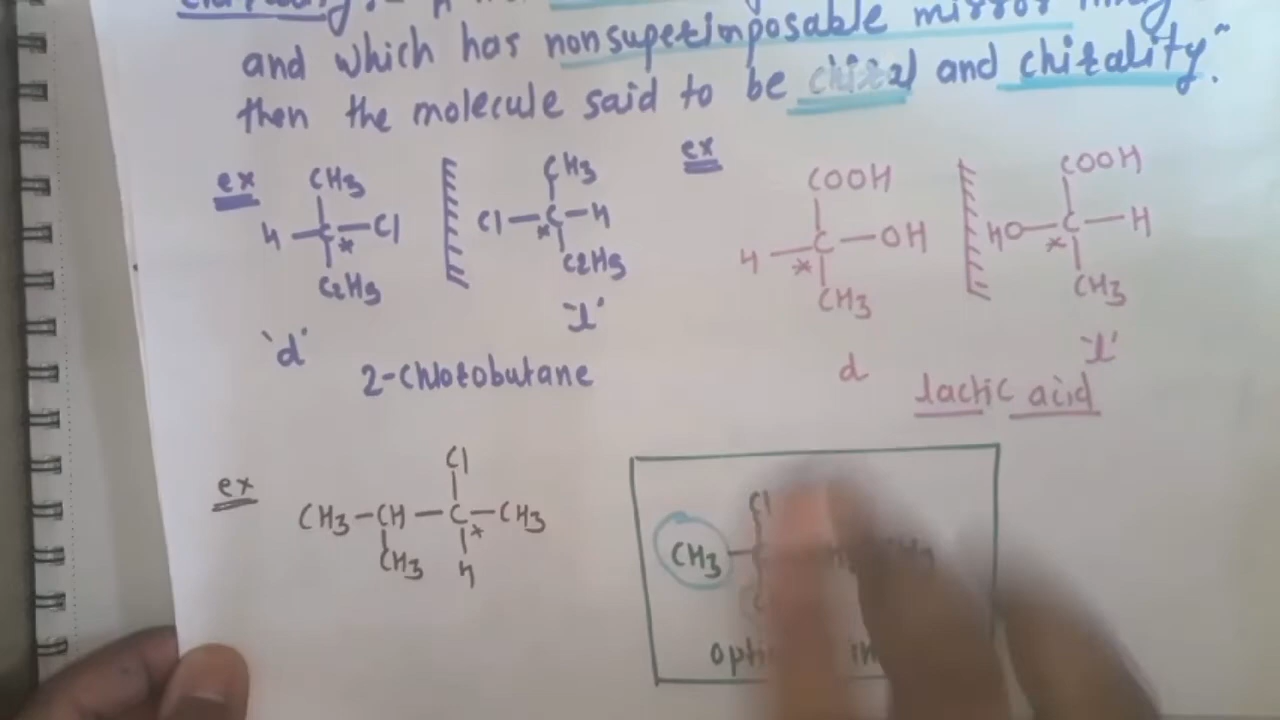 and which has nonsuperimposable mirror
then the molecule said to be chiral and chirality"
ex
CH3
H C* Cl
C2H5
CH3
Cl C* H
C2H5
'd'
'l'
2-chlorobutane
ex
COOH
H C* OH
CH3
COOH
HO C* H
CH3
d
'l'
lactic acid
ex
Cl
CH3-CH-C*-CH3
CH3 H
Cl
CH3